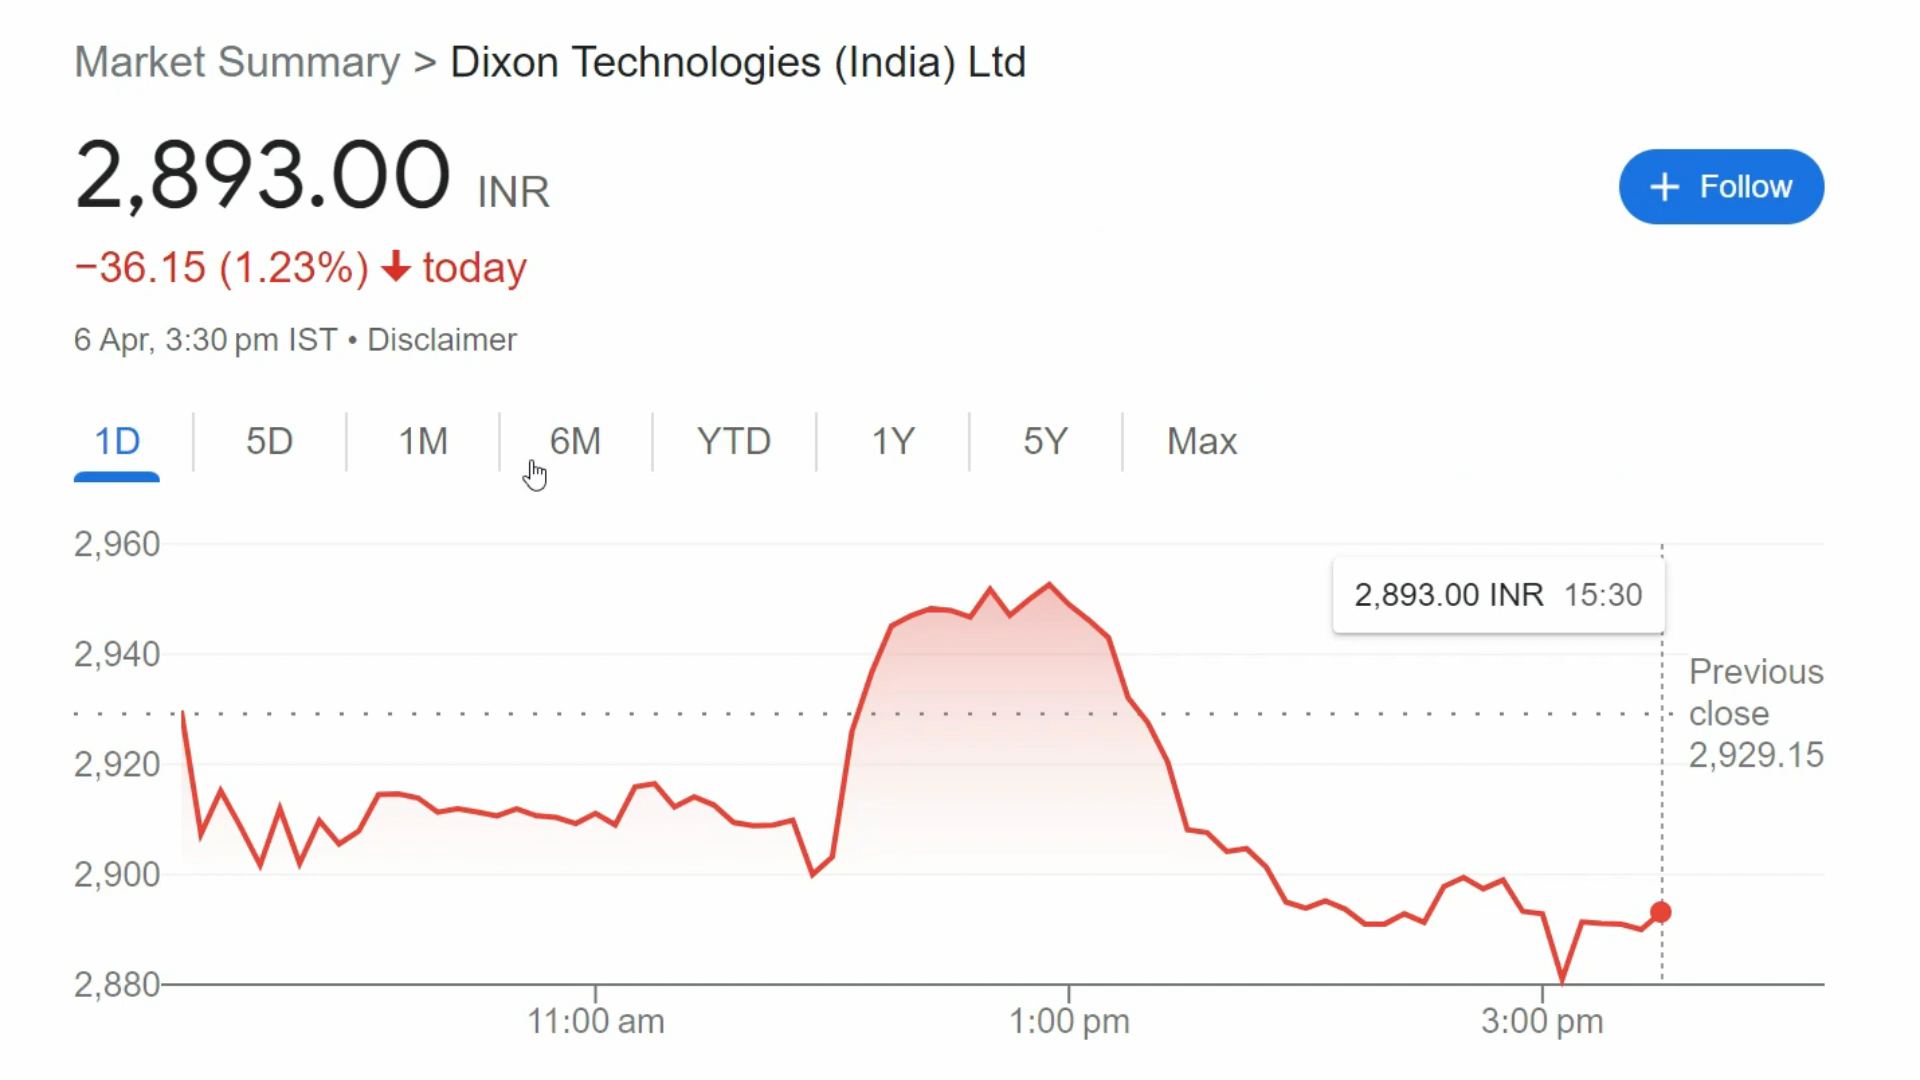 Market Summary > Dixon Technologies (India) Ltd
2,893.00 INR
+ Follow
−36.15 (1.23%) ↓ today
6 Apr, 3:30 pm IST • Disclaimer
1D 5D 1M 6M YTD 1Y 5Y Max
2,960
2,893.00 INR 15:30
2,940
Previous
close
2,929.15
2,920
2,900
2,880
11:00 am 1:00 pm 3:00 pm